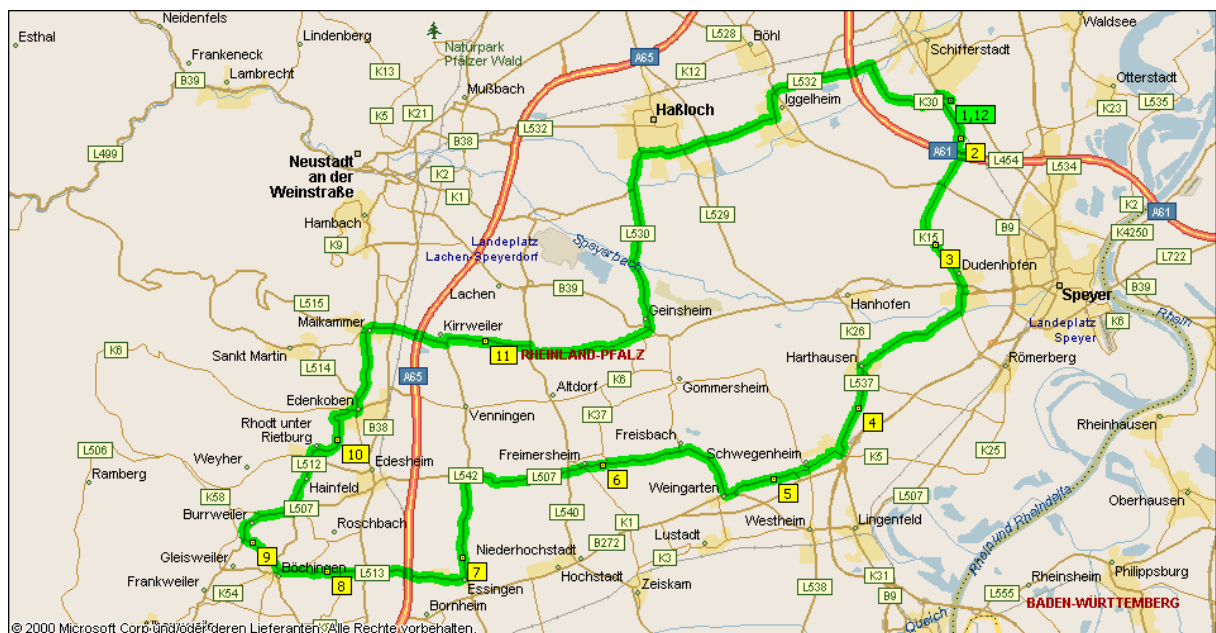 Neidenfels
Lindenberg
L528
Böhl
Waldsee
Esthal
Frankeneck
K13
Naturpark
Pfälzer Wald
A65
K12
Schifferstadt
B39
Lambrecht
L532
Otterstadt
Mußbach
K5
K21
Haßloch
Iggelheim
K30
1,12
K23
L535
L532
B38
L499
Neustadt
an der
Weinstraße
K2
K1
A61
2
L454
L534
Hambach
K9
Landeplatz
Lachen-Speyerdorf
Speyerbach
L530
L529
B9
K2
A61
K15
K4250
3
Dudenhofen
L722
Lachen
B39
Hanhofen
Speyer
B39
L515
Maikammer
Kirrweiler
Geinsheim
K26
Landeplatz
Speyer
K6
Rhein
K6
Sankt Martin
L514
11
RHEINLAND-PFALZ
Harthausen
Römerberg
A65
Altdorf
K6
Gommersheim
L537
Edenkoben
Venningen
K37
4
Rheinhausen
Rhodt unter
Rietburg
B38
Freisbach
L506
Weyher
10
Edesheim
Freimersheim
Schwegenheim
K5
K25
Ramberg
L512
Hainfeld
L542
L507
6
Weingarten
5
L507
Oberhausen
K58
Burrweiler
L507
Roschbach
L540
K1
Westheim
Lingenfeld
Rhein und Rheindelta
Gleisweiler
9
Böchingen
Niederhochstadt
B272
Lustadt
K3
Frankweiler
K54
8
L513
7
Essingen
Hochstadt
Zeiskam
L538
K31
B9
Rheinsheim
Philippsburg
Bornheim
L555
BADEN-WÜRTTEMBERG
Queich
© 2000 Microsoft Corp und/oder deren Lieferanten. Alle Rechte vorbehalten.